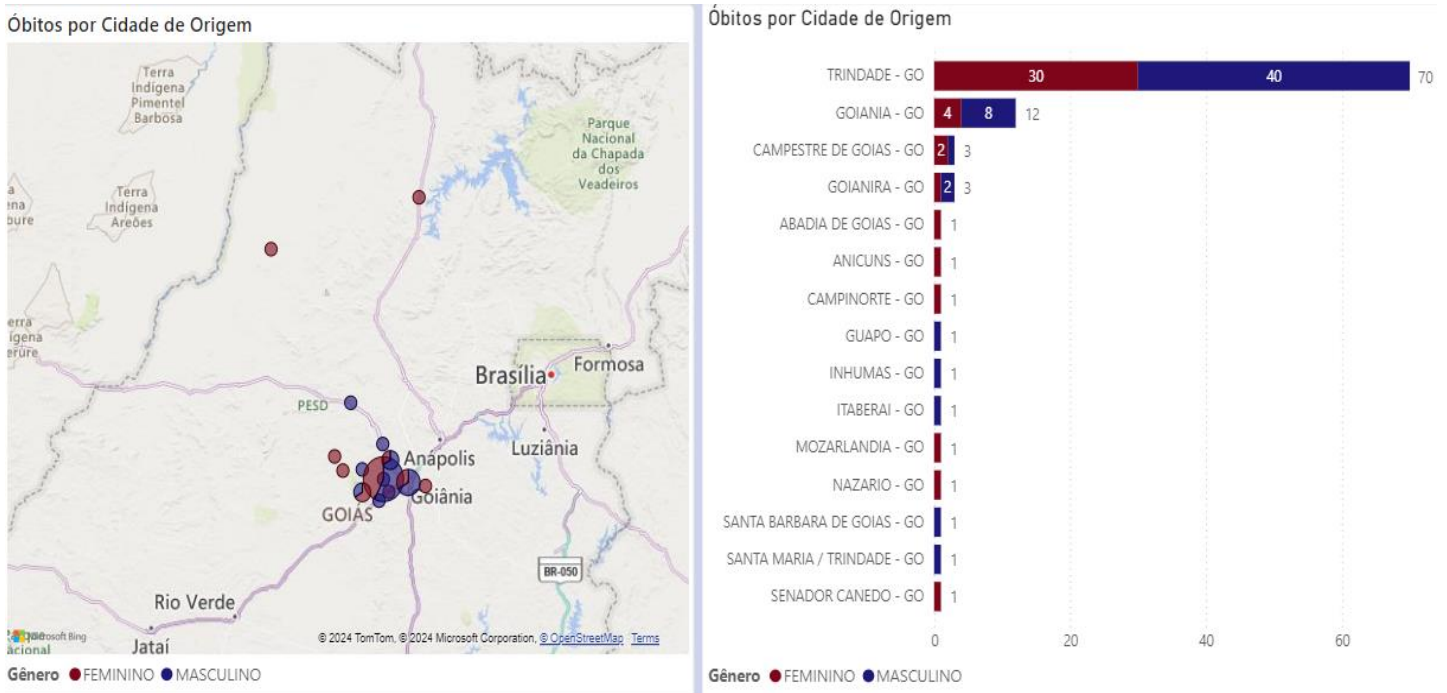 Óbitos por Cidade de Origem
Terra
Indígena
Pimentel
Barbosa
Parque
Nacional
da Chapada
dos
Veadeiros
Terra
Indígena
Areões
Brasília
Formosa
PESD
Luziânia
Anápolis
Goiânia
GOIÁS
BR-050
Rio Verde
Jataí
Microsoft Bing
© 2024 TomTom, © 2024 Microsoft Corporation, © OpenStreetMap Terms
Gênero FEMININO MASCULINO
Óbitos por Cidade de Origem
TRINDADE - GO 30 40 70
GOIANIA - GO 4 8 12
CAMPESTRE DE GOIAS - GO 2 3
GOIANIRA - GO 2 3
ABADIA DE GOIAS - GO 1
ANICUNS - GO 1
CAMPINORTE - GO 1
GUAPO - GO 1
INHUMAS - GO 1
ITABERAI - GO 1
MOZARLANDIA - GO 1
NAZARIO - GO 1
SANTA BARBARA DE GOIAS - GO 1
SANTA MARIA / TRINDADE - GO 1
SENADOR CANEDO - GO 1
0 20 40 60
Gênero FEMININO MASCULINO